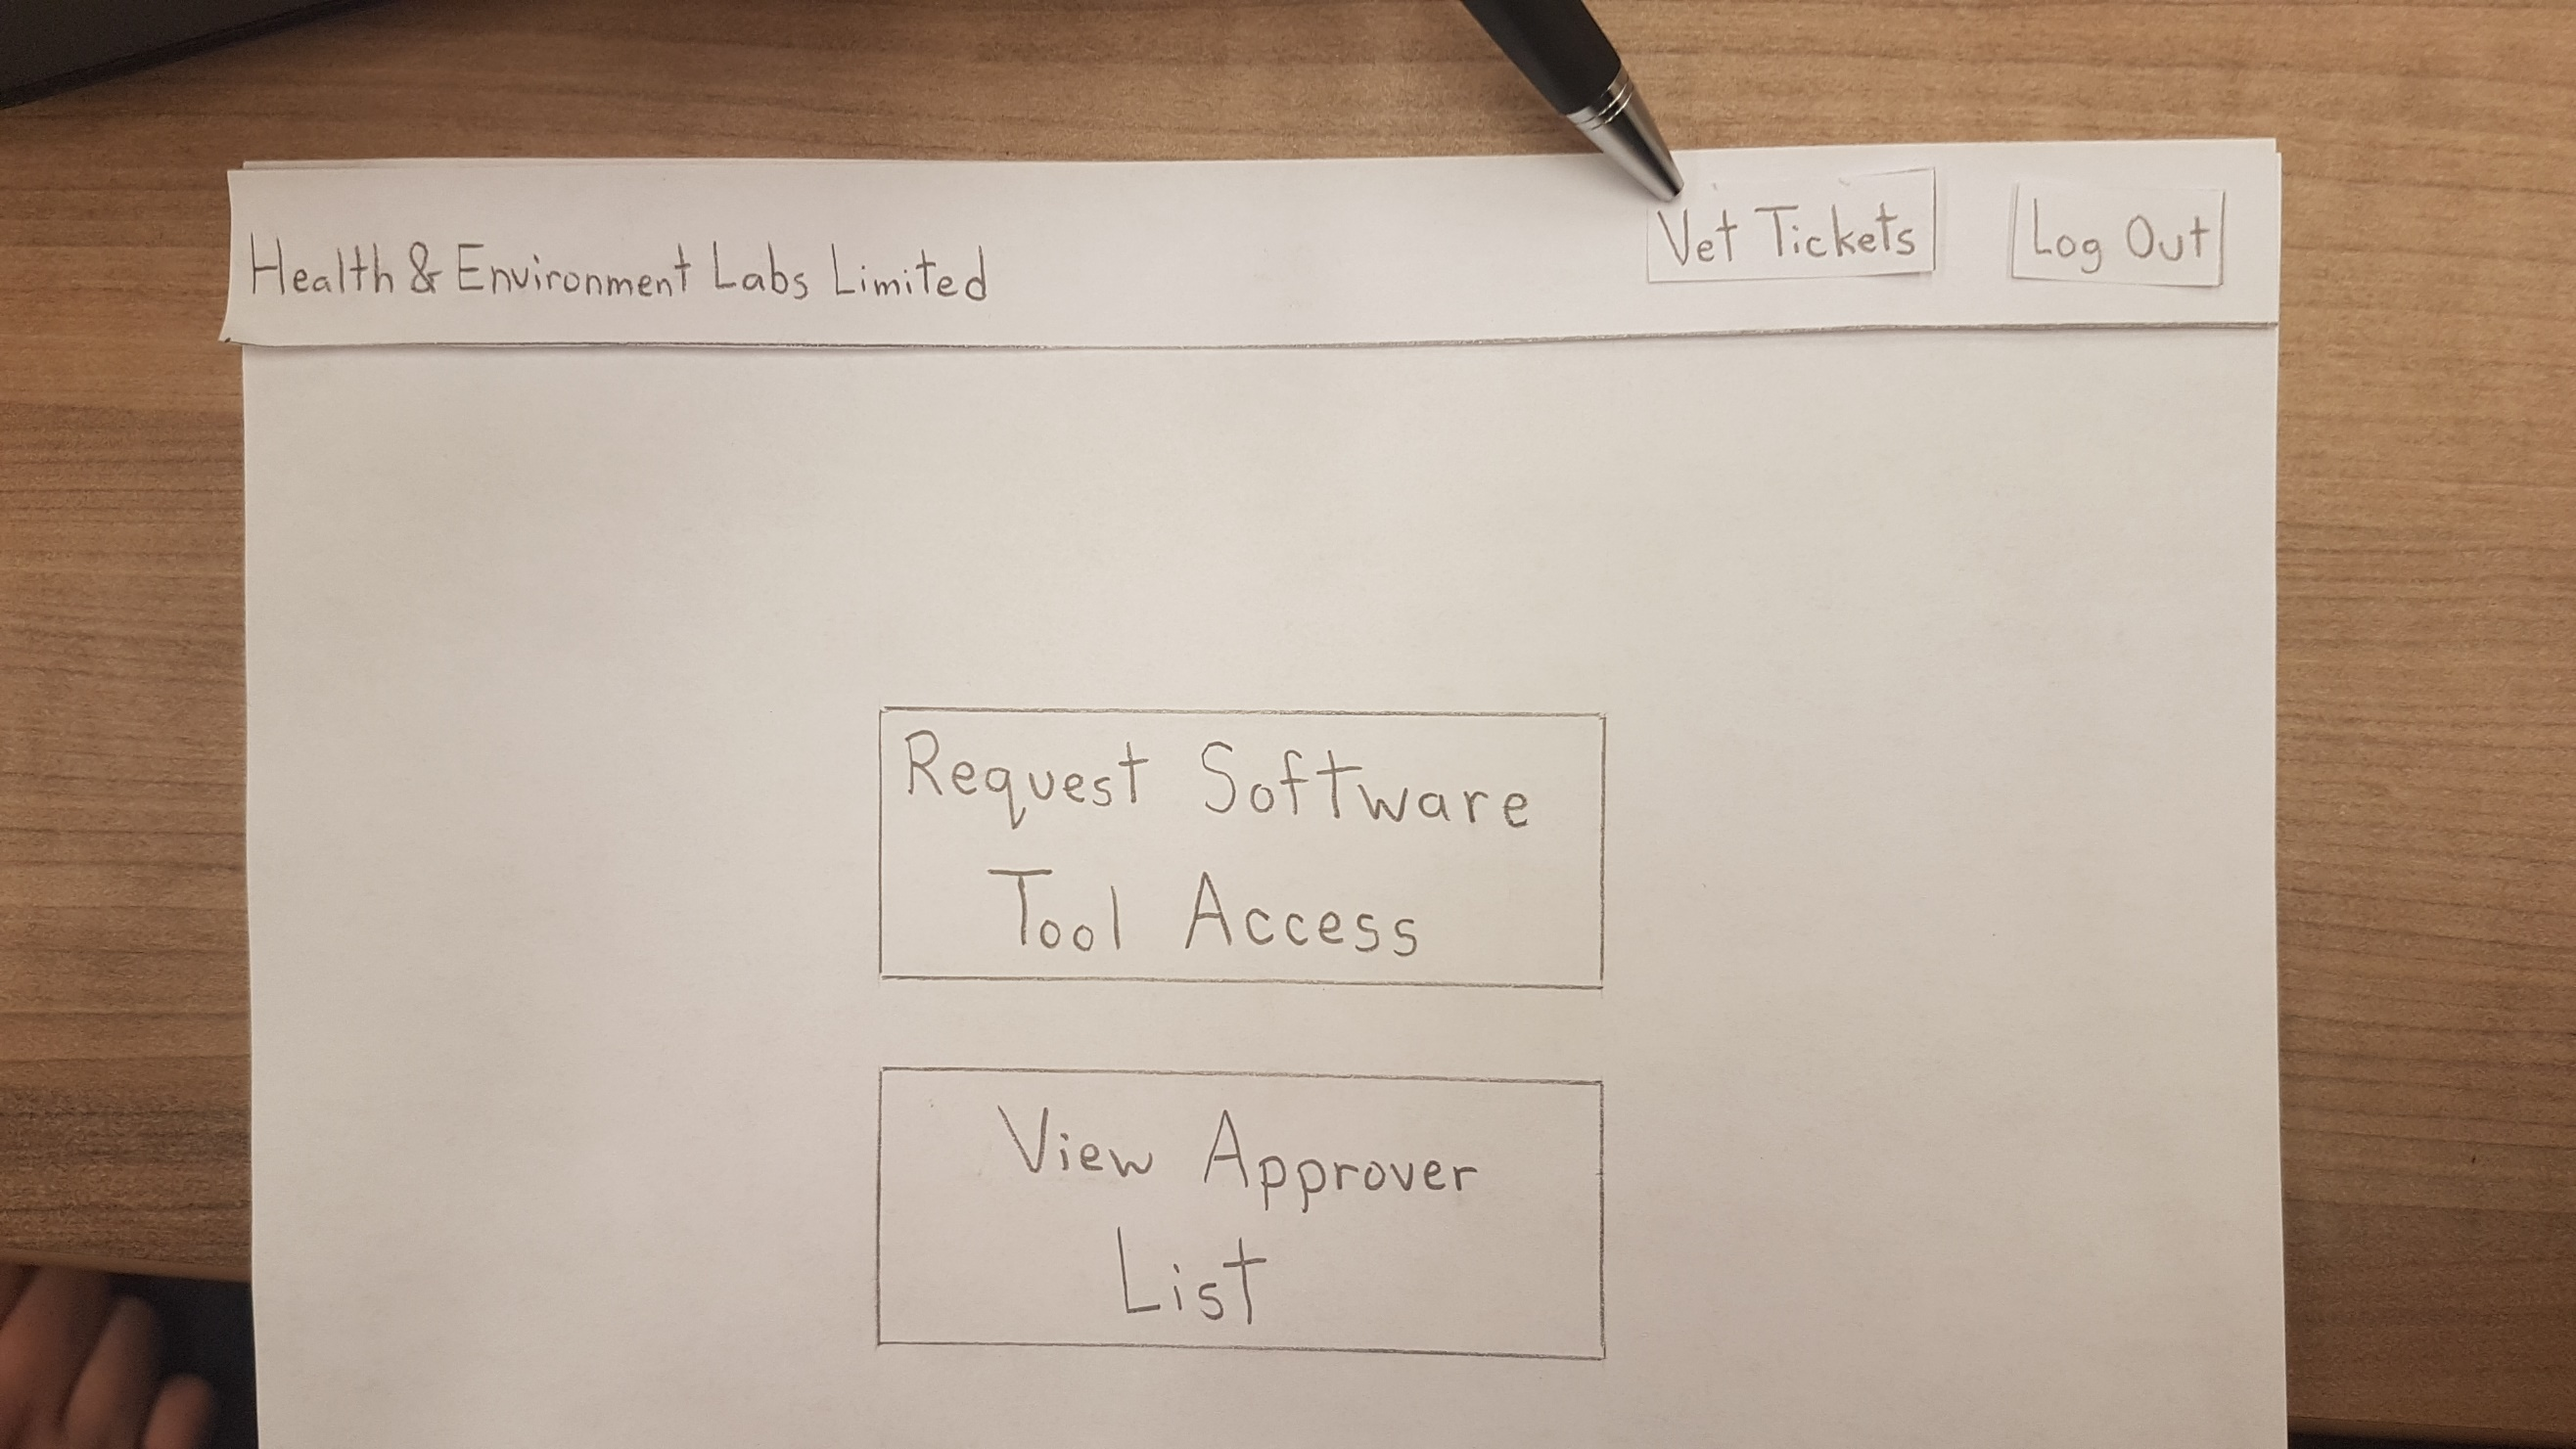 Health & Environment Labs Limited
Vet Tickets
Log Out
Request Software
Tool Access
View Approver
List